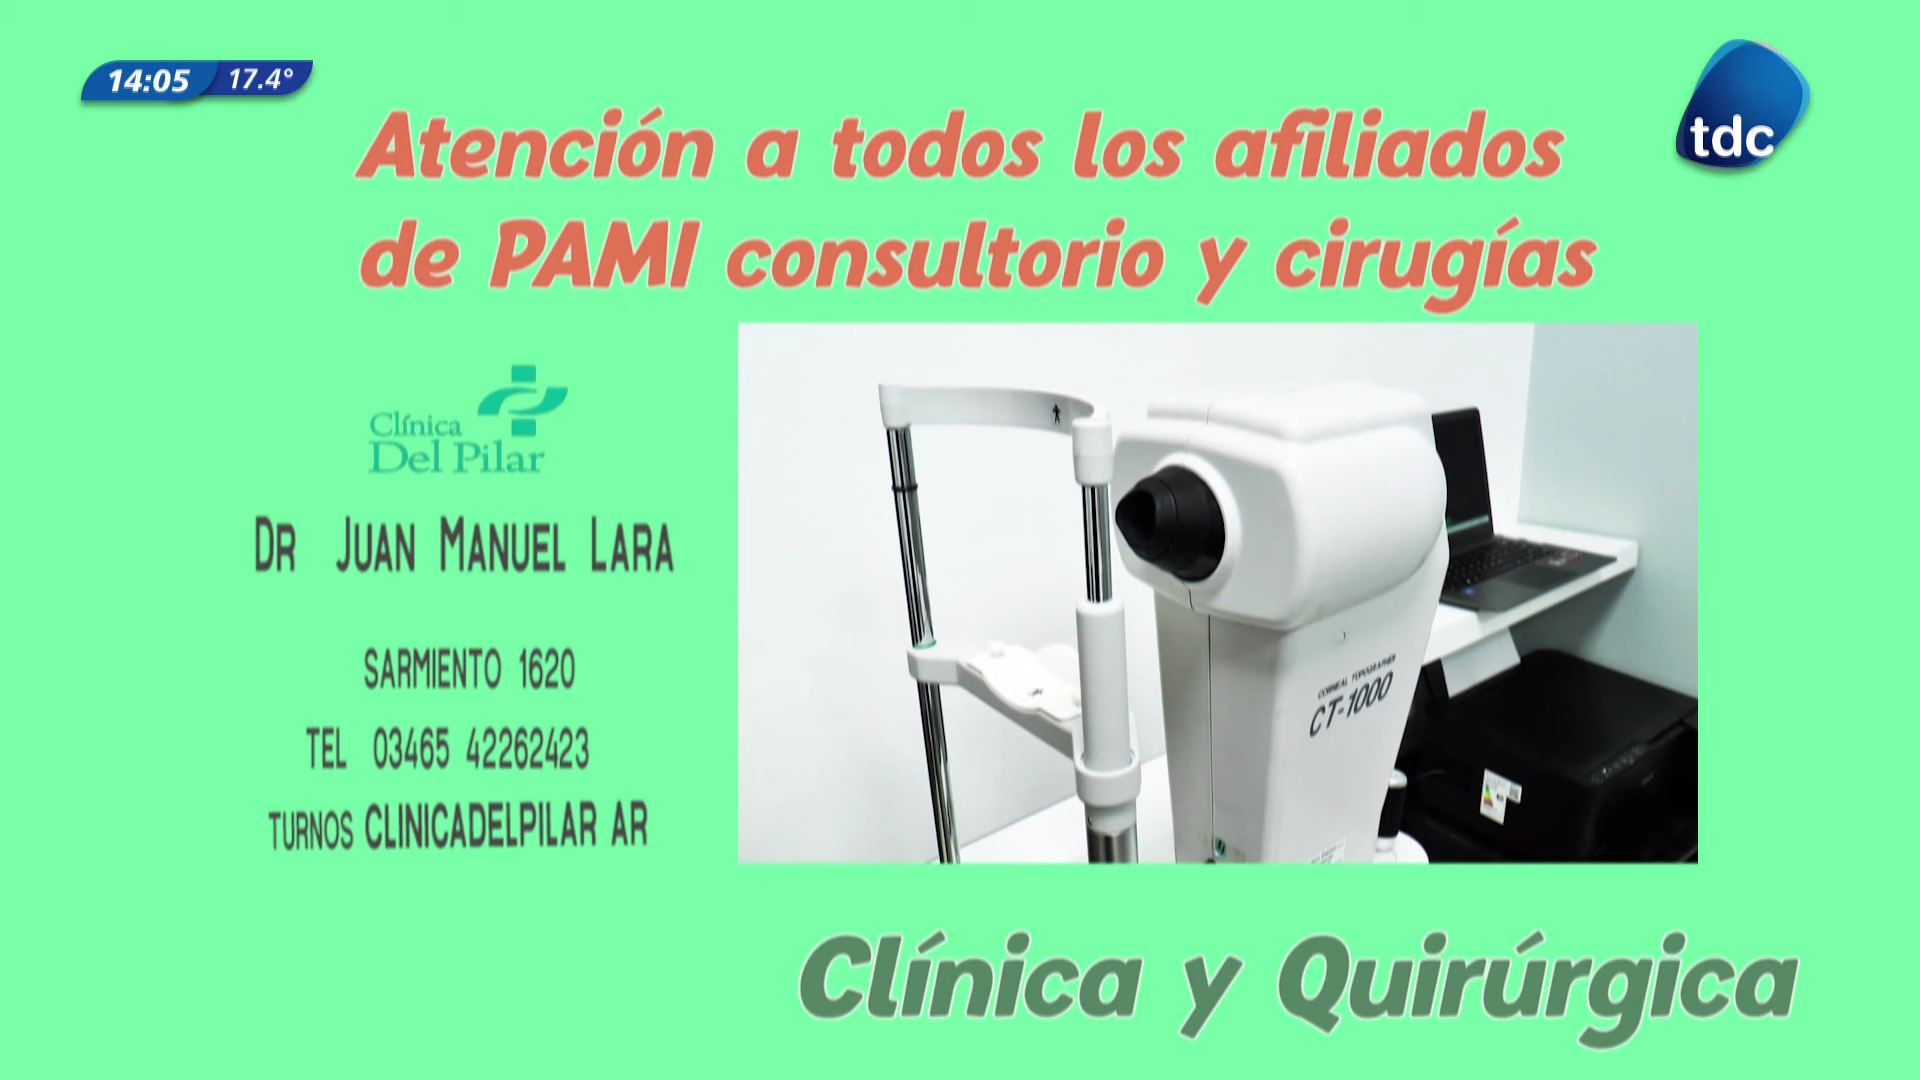 14:05 17.4°
tdc
Atención a todos los afiliados
de PAMI consultorio y cirugías
Clínica
Del Pilar
DR JUAN MANUEL LARA
SARMIENTO 1620
TEL 03465 42262423
TURNOS CLINICADELPILAR AR
CORNEAL TOPOGRAPHER
CT-1000
Clínica y Quirúrgica